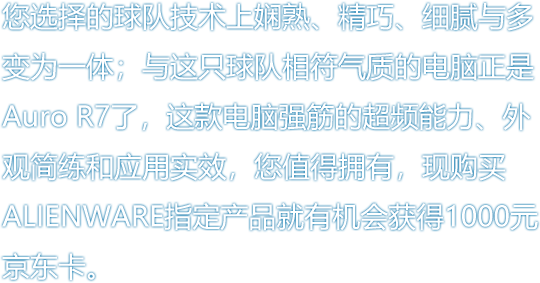 您选择的球队技术上娴熟、精巧、细腻与多
变为一体；与这只球队相符气质的电脑正是
Auro R7了，这款电脑强筋的超频能力、外
观简练和应用实效，您值得拥有，现购买
ALIENWARE指定产品就有机会获得1000元
京东卡。